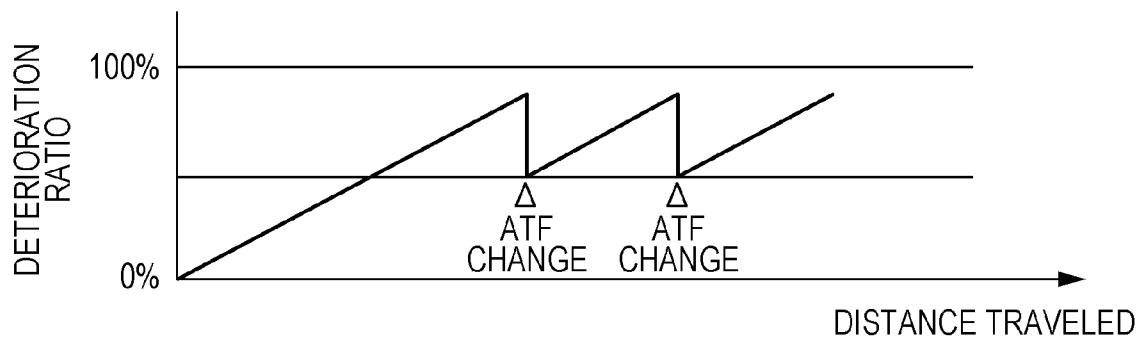 DETERIORATION
RATIO
100%
0%
ATF
CHANGE
ATF
CHANGE
DISTANCE TRAVELED